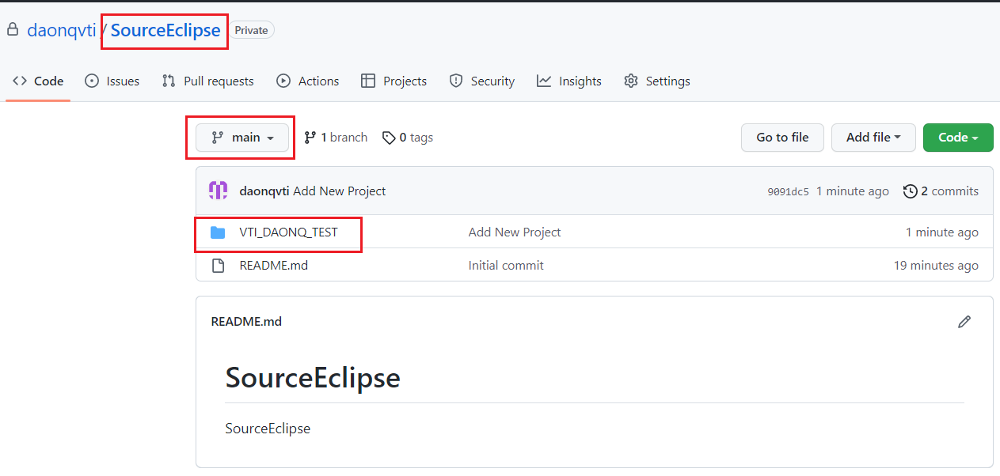 daonqvti / SourceEclipse Private
Code Issues Pull requests Actions Projects Security Insights Settings
main 1 branch 0 tags Go to file Add file Code
daonqvti Add New Project 9091dc5 1 minute ago 2 commits
VTI_DAONQ_TEST Add New Project 1 minute ago
README.md Initial commit 19 minutes ago
README.md
SourceEclipse
SourceEclipse